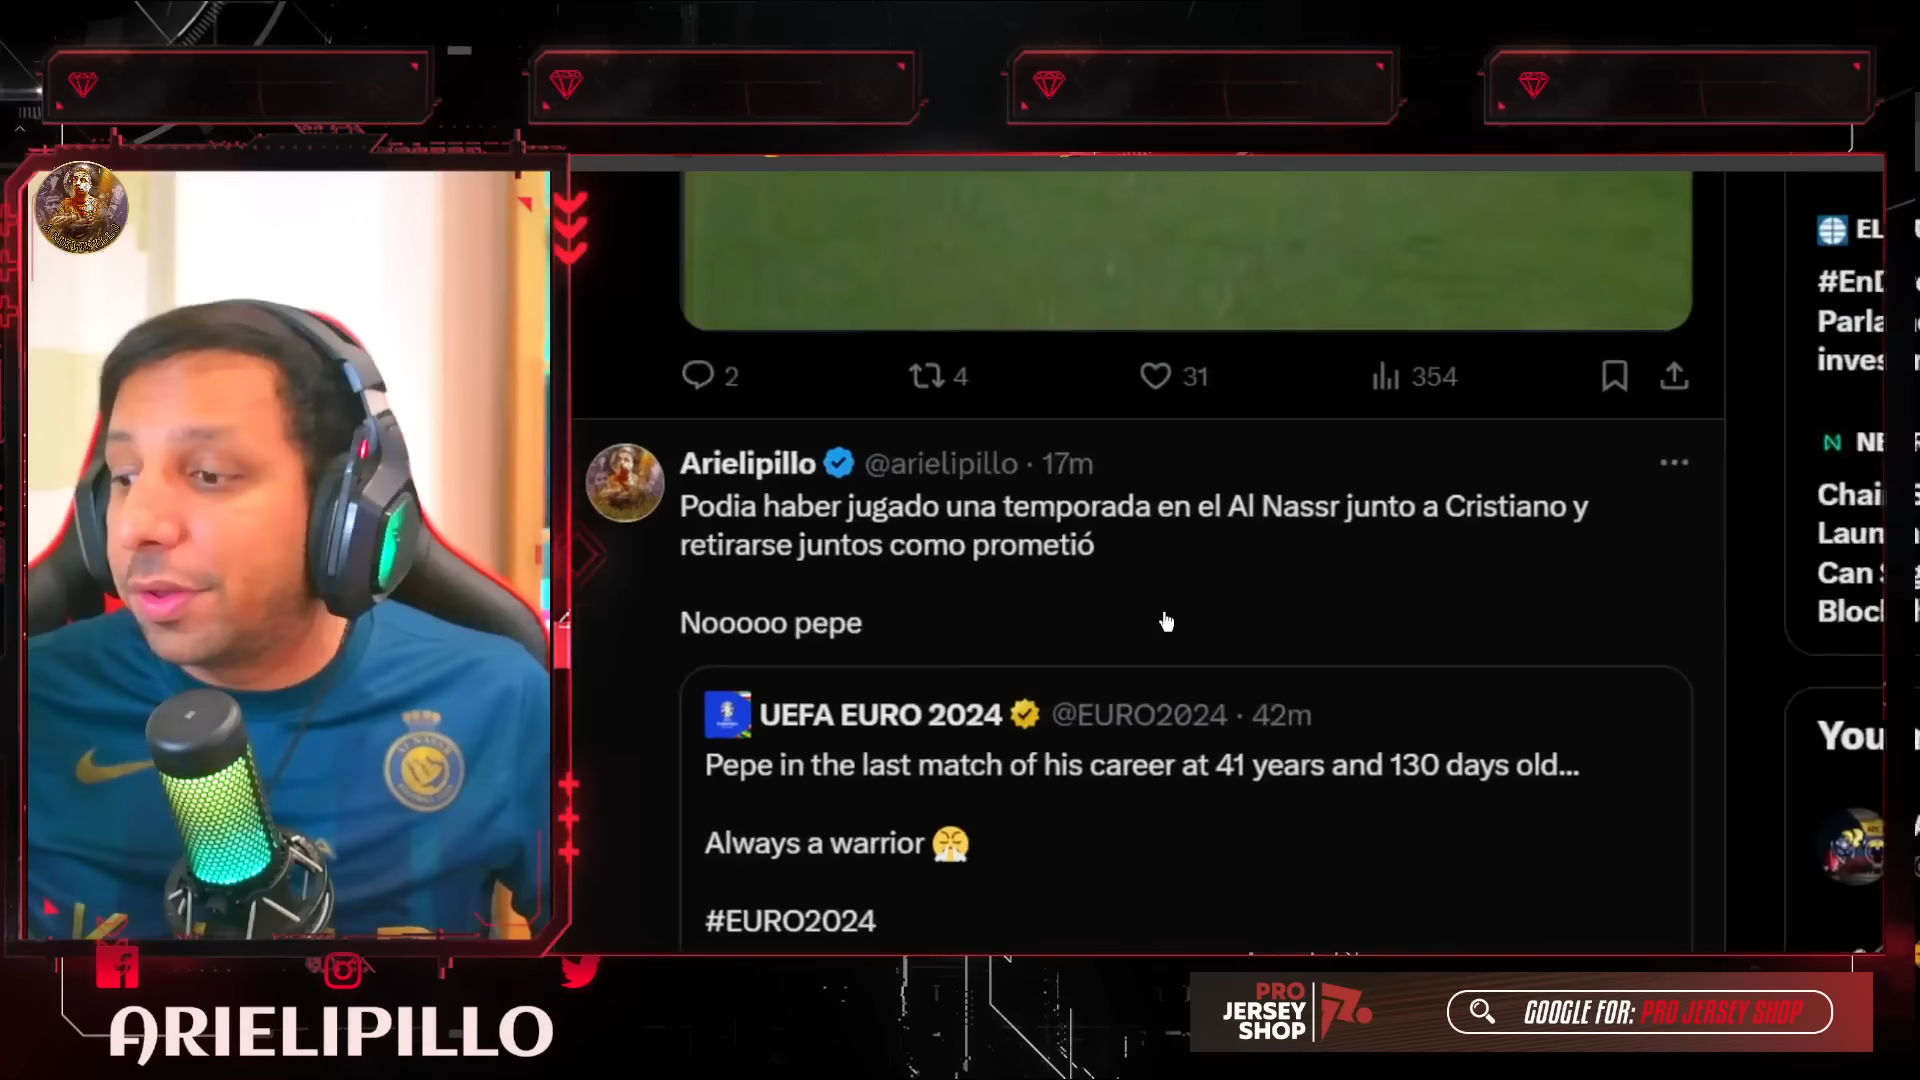 EL
#EnD
Parla
inves
2
4
31
354
Arielipillo @arielipillo · 17m
Podia haber jugado una temporada en el Al Nassr junto a Cristiano y
retirarse juntos como prometió
Nooooo pepe
NE
Chai
Laun
Can
Bloc
UEFA EURO 2024 @EURO2024 · 42m
Pepe in the last match of his career at 41 years and 130 days old...
Always a warrior 😤
#EURO2024
You
AL NASSR
ARIELIPILLO
PRO
JERSEY
SHOP
GOOGLE FOR: PRO JERSEY SHOP